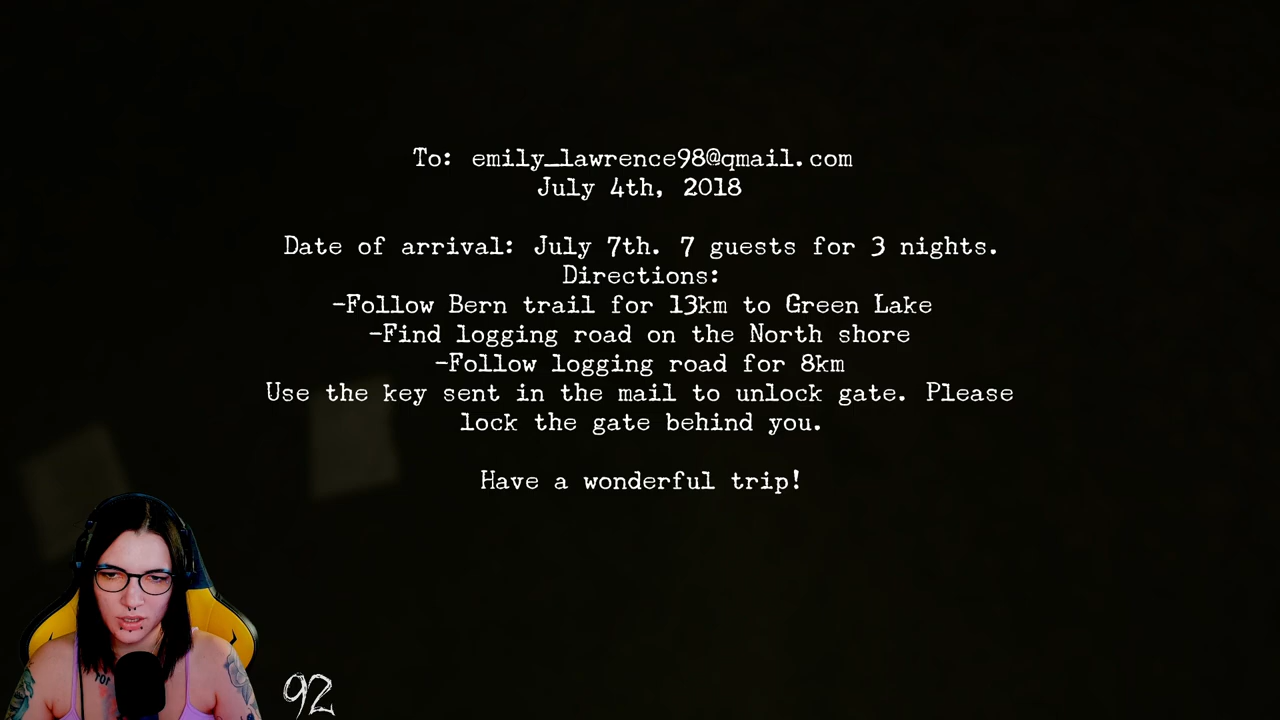 To: emily_lawrence98@qmail.com
July 4th, 2018
Date of arrival: July 7th. 7 guests for 3 nights.
Directions:
-Follow Bern trail for 13km to Green Lake
-Find logging road on the North shore
-Follow logging road for 8km
Use the key sent in the mail to unlock gate. Please
lock the gate behind you.
Have a wonderful trip!
92